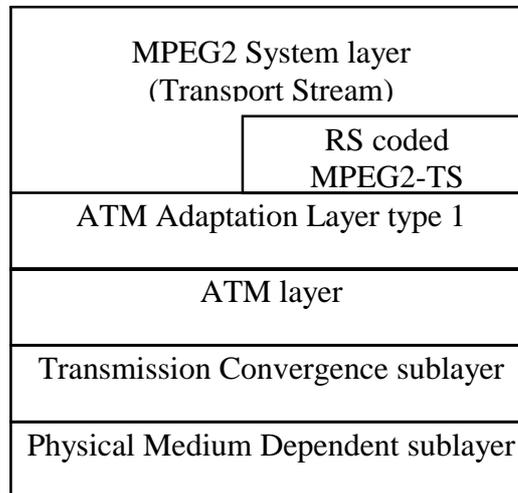 MPEG2 System layer
(Transport Stream)
RS coded
MPEG2-TS
ATM Adaptation Layer type 1
ATM layer
Transmission Convergence sublayer
Physical Medium Dependent sublayer